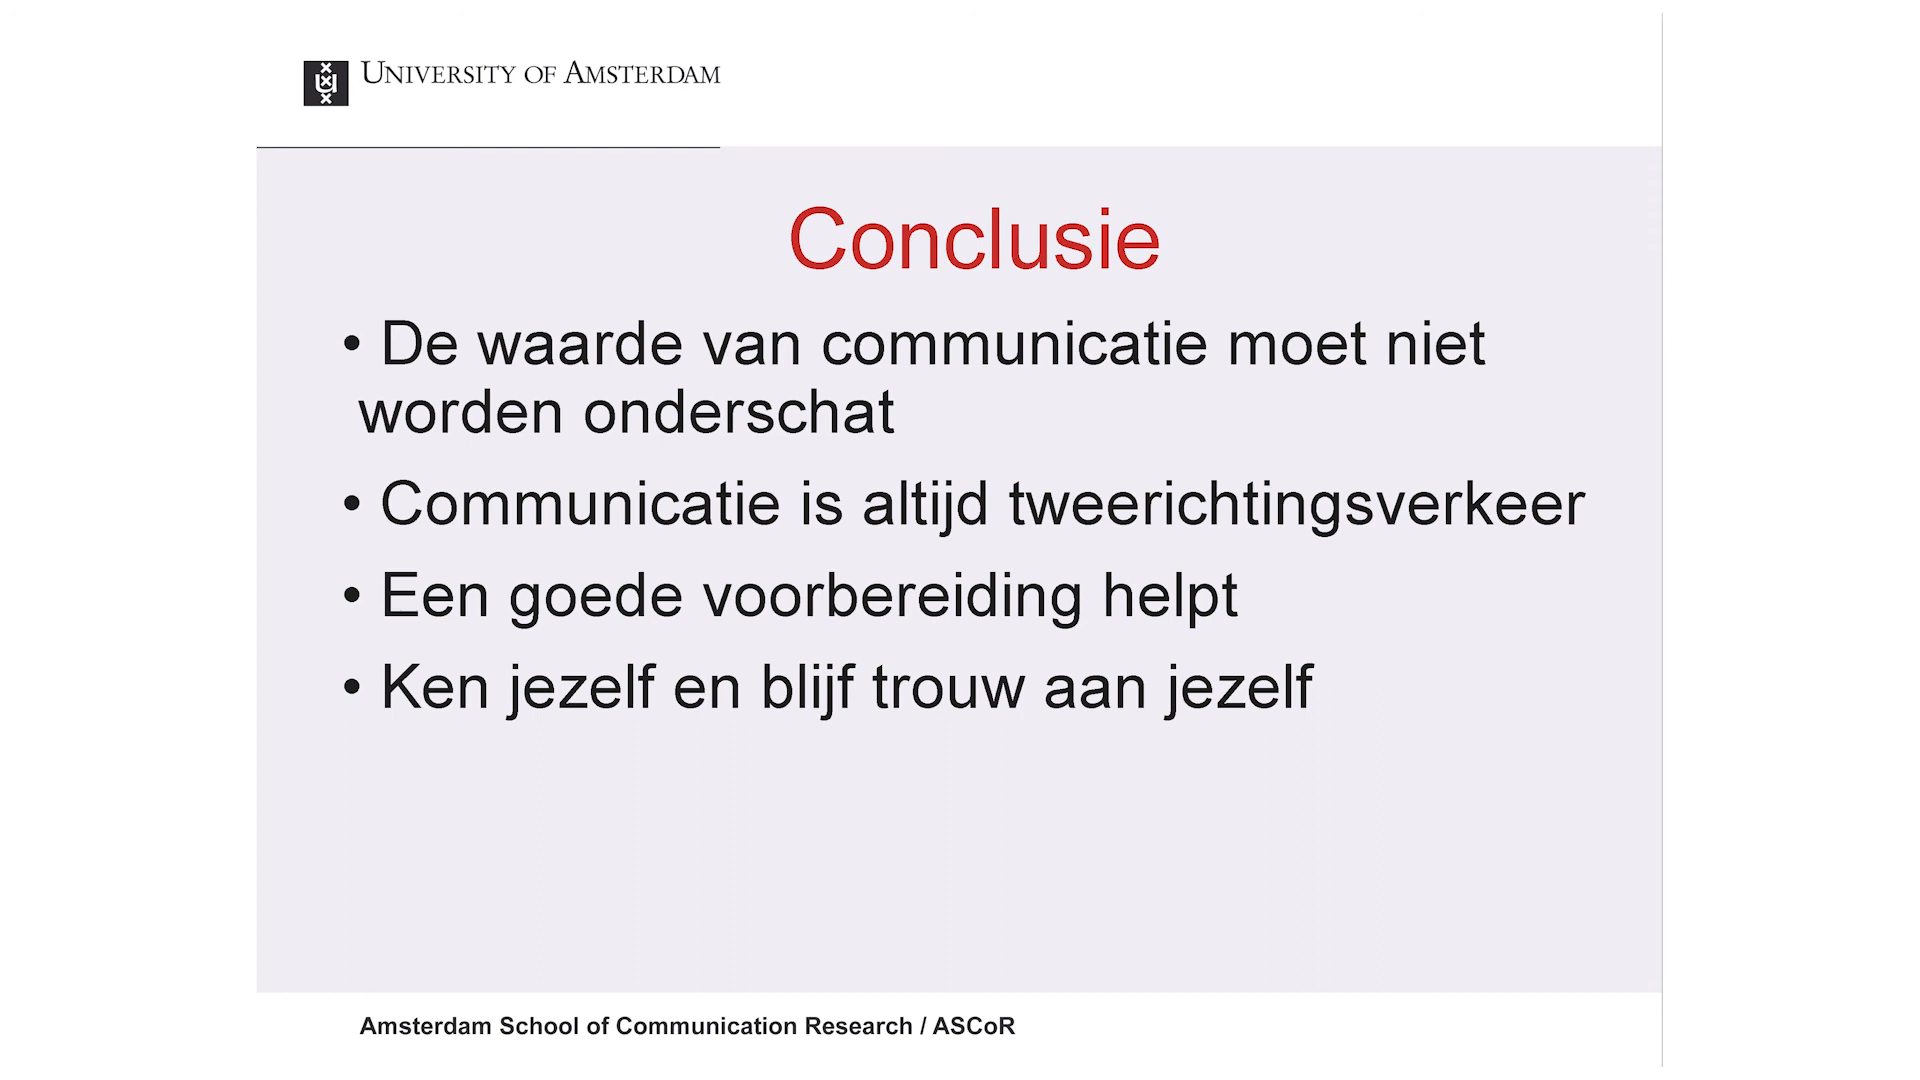 UNIVERSITY OF AMSTERDAM
Conclusie
• De waarde van communicatie moet niet
worden onderschat
• Communicatie is altijd tweerichtingsverkeer
• Een goede voorbereiding helpt
• Ken jezelf en blijf trouw aan jezelf
Amsterdam School of Communication Research / ASCoR